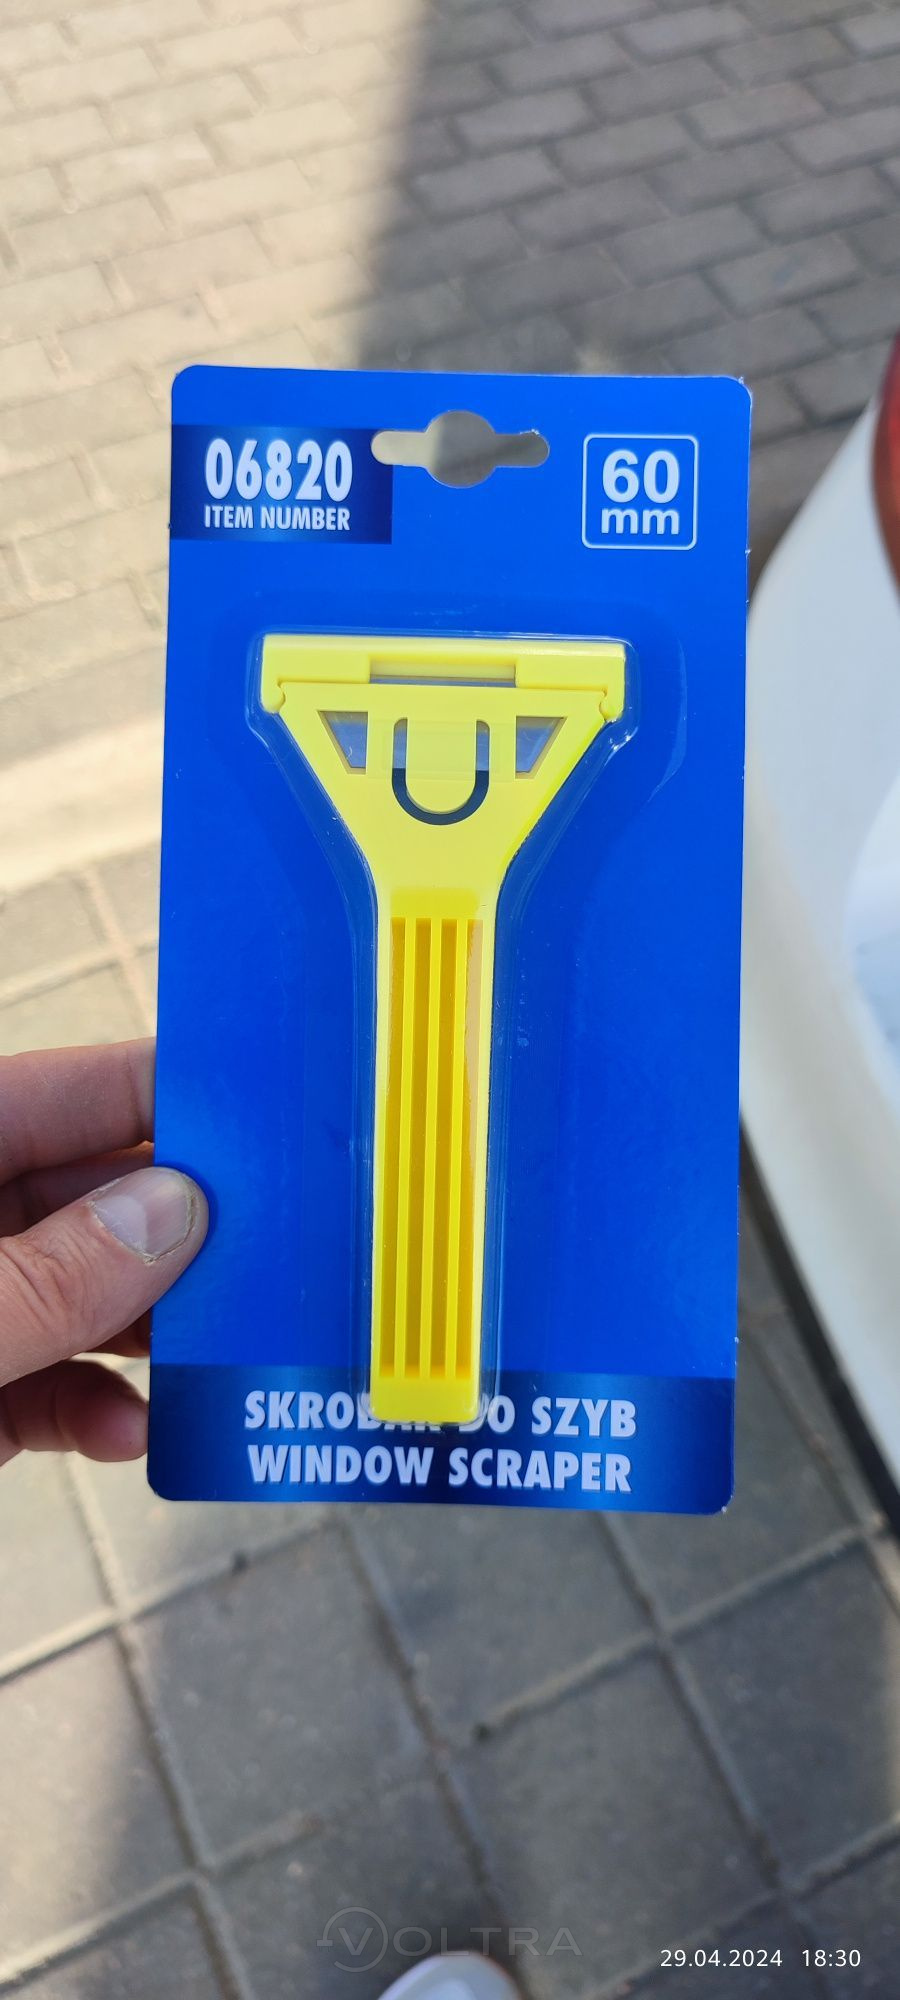 06820
ITEM NUMBER
60
mm
SKROBAK DO SZYB
WINDOW SCRAPER
VOLTRA
29.04.2024 18:30